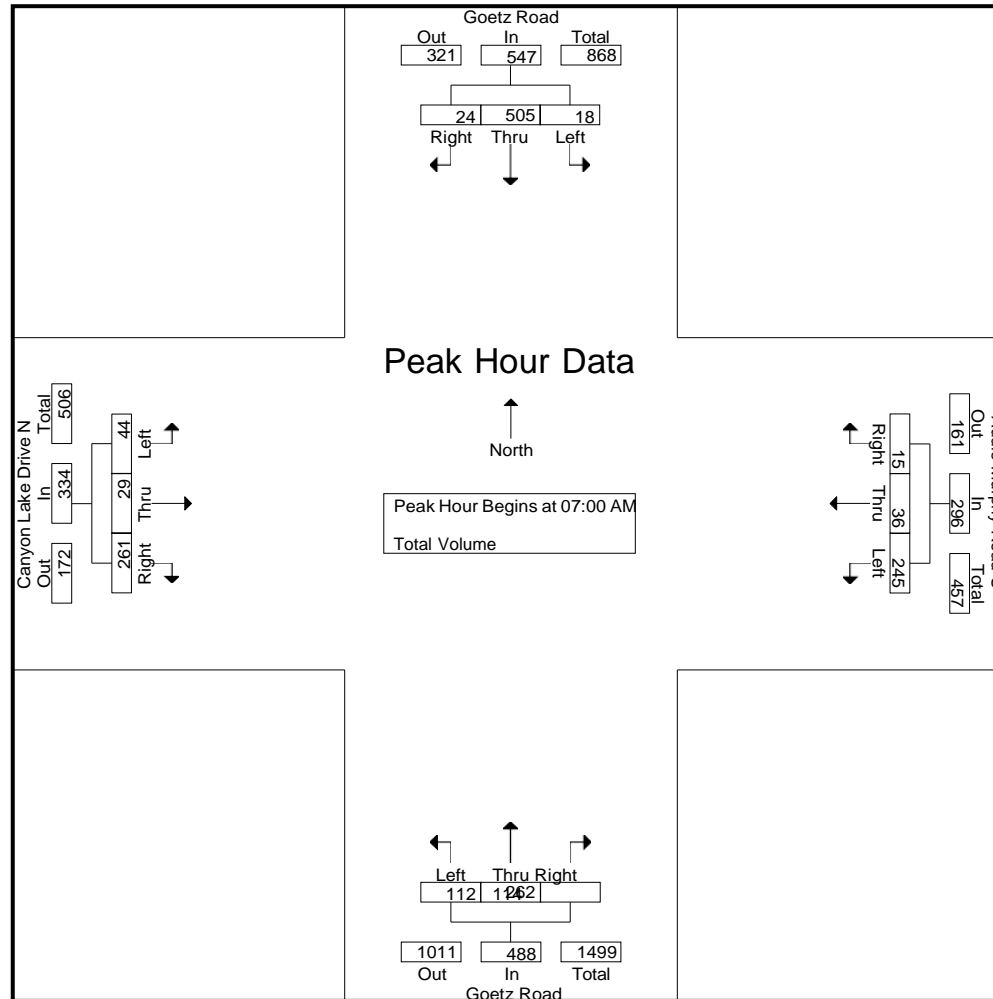 Goetz Road
Out In Total
321 547 868
24 505 18
Right Thru Left
Peak Hour Data
North
Peak Hour Begins at 07:00 AM
Total Volume
Canyon Lake Drive N
Out In Total
172 334 506
44 29 261
Left Thru Right
Right Thru Left
15 36 245
161 296 457
Out In Total
Left Thru Right
112 114 262
1011 488 1499
Out In Total
Goetz Road